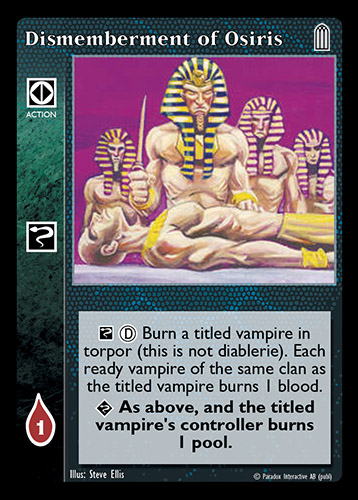 Dismemberment of Osiris
ACTION
D Burn a titled vampire in
torpor (this is not diablerie). Each
ready vampire of the same clan as
the titled vampire burns 1 blood.
As above, and the titled
vampire's controller burns
1 pool.
1
Illus: Steve Ellis
© Paradox Interactive AB (publ)